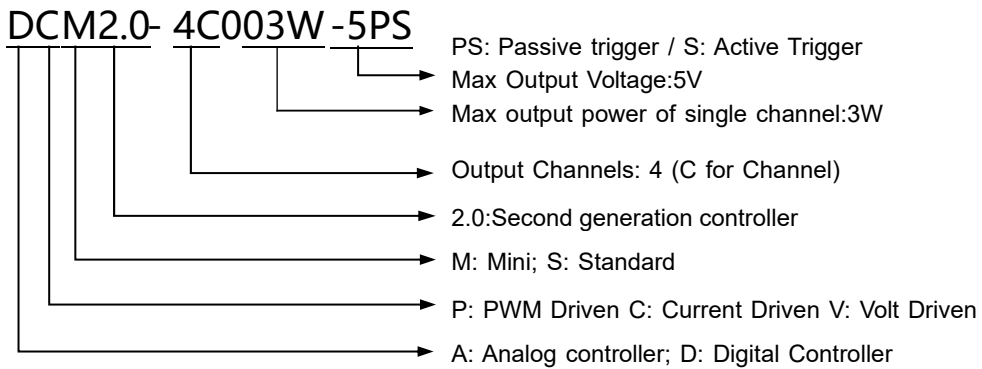 DCM2.0- 4C003W -5PS
PS: Passive trigger / S: Active Trigger
Max Output Voltage:5V
Max output power of single channel:3W
Output Channels: 4 (C for Channel)
2.0:Second generation controller
M: Mini; S: Standard
P: PWM Driven C: Current Driven V: Volt Driven
A: Analog controller; D: Digital Controller